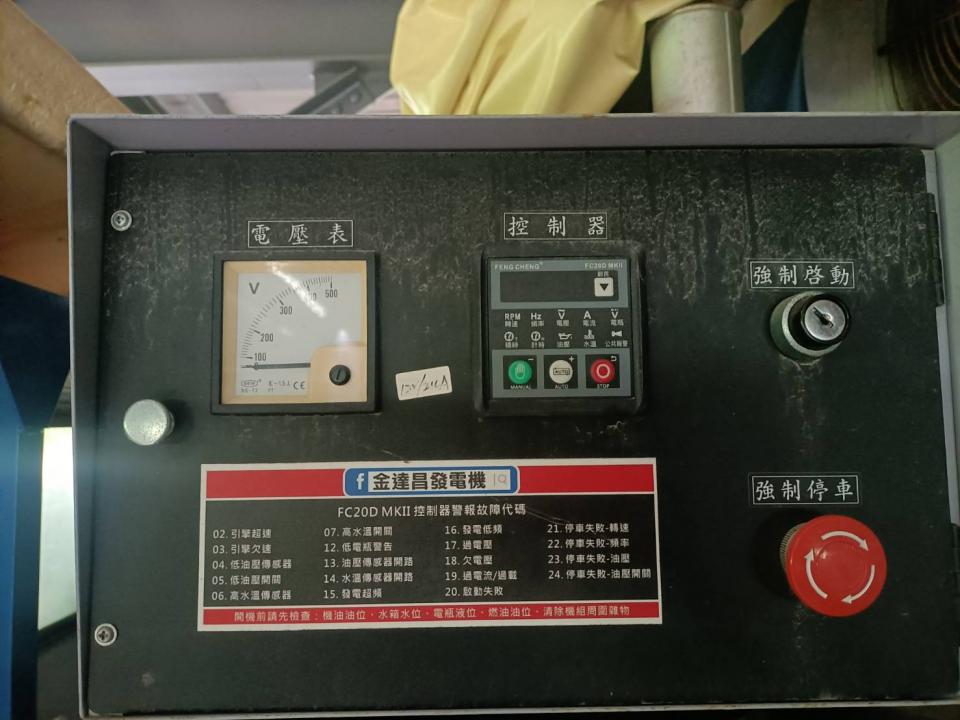 電壓表
控制器
強制啓動
V
100
200
300
500
E-13.A CE
FENG CHENG
FC20D MKII
翻頁
RPM Hz V A V
轉速 頻率 電壓 電流 電瓶
計時 油壓 水溫 公共報警
MANUAL AUTO STOP
金達昌發電機
FC20D MKII 控制器警報故障代碼
02. 引擎超速
03. 引擎欠速
04. 低油壓傳感器
05. 低油壓開關
06. 高水溫傳感器
07. 高水溫開關
12. 低電瓶警告
13. 油壓傳感器開路
14. 水溫傳感器開路
15. 發電超頻
16. 發電低頻
17. 過電壓
18. 欠電壓
19. 過電流/過載
20. 啟動失敗
21. 停車失敗-轉速
22. 停車失敗-頻率
23. 停車失敗-油壓
24. 停車失敗-油壓開關
開機前請先檢查：機油油位、水箱水位、電瓶液位、燃油油位、清除機組周圍雜物
強制停車